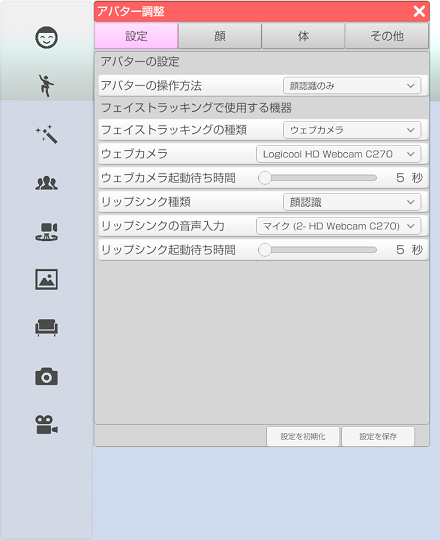 アバター調整
設定 顔 体 その他
アバターの設定
アバターの操作方法 顔認識のみ
フェイストラッキングで使用する機器
フェイストラッキングの種類 ウェブカメラ
ウェブカメラ Logicool HD Webcam C270
ウェブカメラ起動待ち時間 5 秒
リップシンク種類 顔認識
リップシンクの音声入力 マイク (2- HD Webcam C270)
リップシンク起動待ち時間 5 秒
設定を初期化 設定を保存